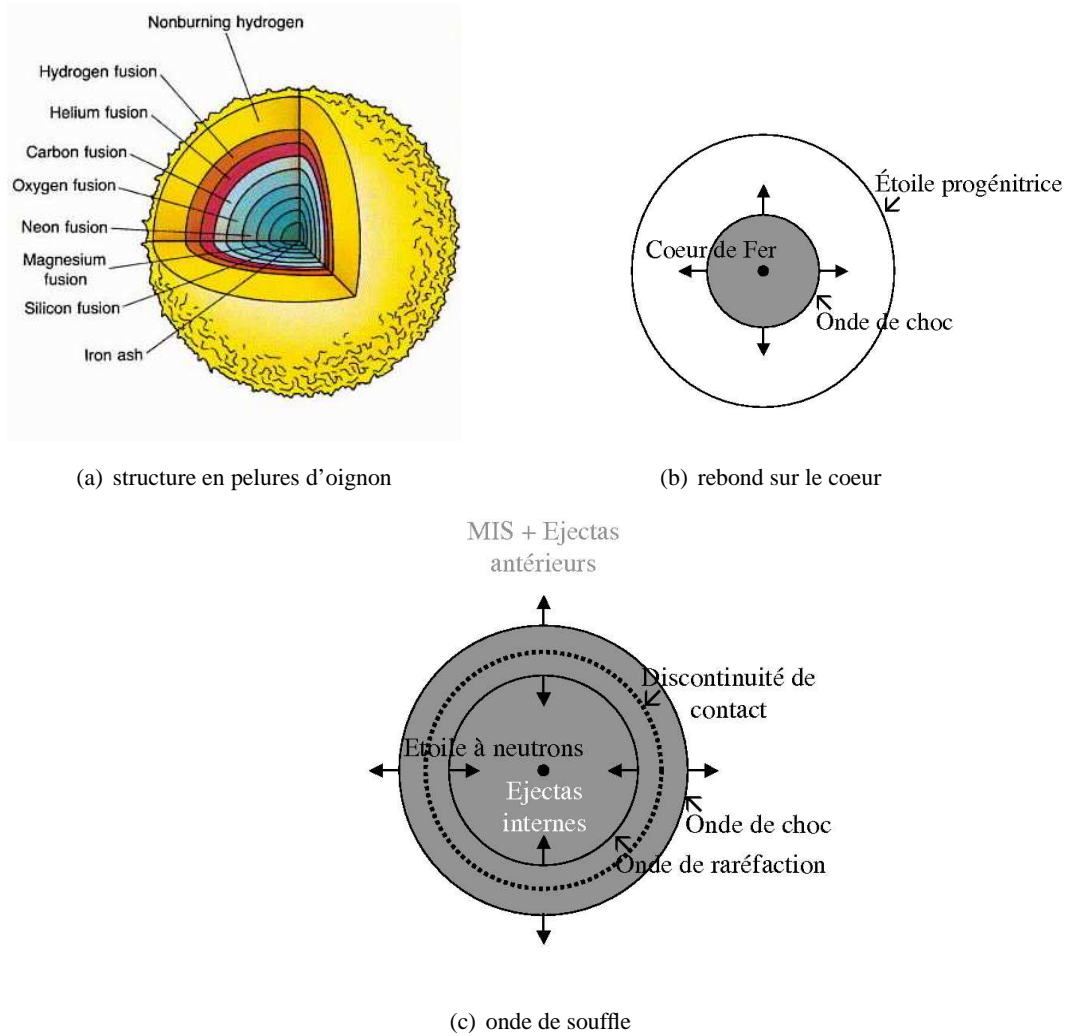 Nonburning hydrogen
Hydrogen fusion
Helium fusion
Carbon fusion
Oxygen fusion
Neon fusion
Magnesium
fusion
Silicon fusion
Iron ash
(a) structure en pelures d'oignon
Étoile progénitrice
Coeur de Fer
Onde de choc
(b) rebond sur le coeur
MIS + Ejectas
antérieurs
Discontinuité de
contact
Etoile à neutrons
Ejectas
internes
Onde de choc
Onde de raréfaction
(c) onde de souffle